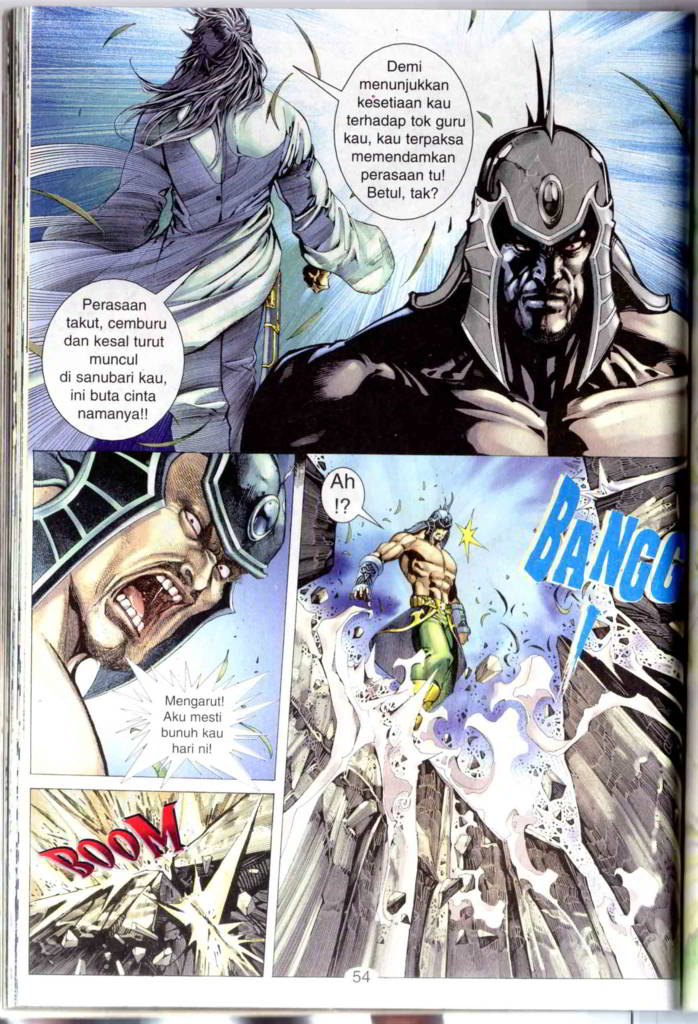 Demi
menunjukkan
kesetiaan kau
terhadap tok guru
kau, kau terpaksa
memendamkan
perasaan tu!
Betul, tak?
Perasaan
takut, cemburu
dan kesal turut
muncul
di sanubari kau,
ini buta cinta
namanya!!
Mengarut!
Aku mesti
bunuh kau
hari ni!
Ah
!?
BANGG
!
BOOM
54